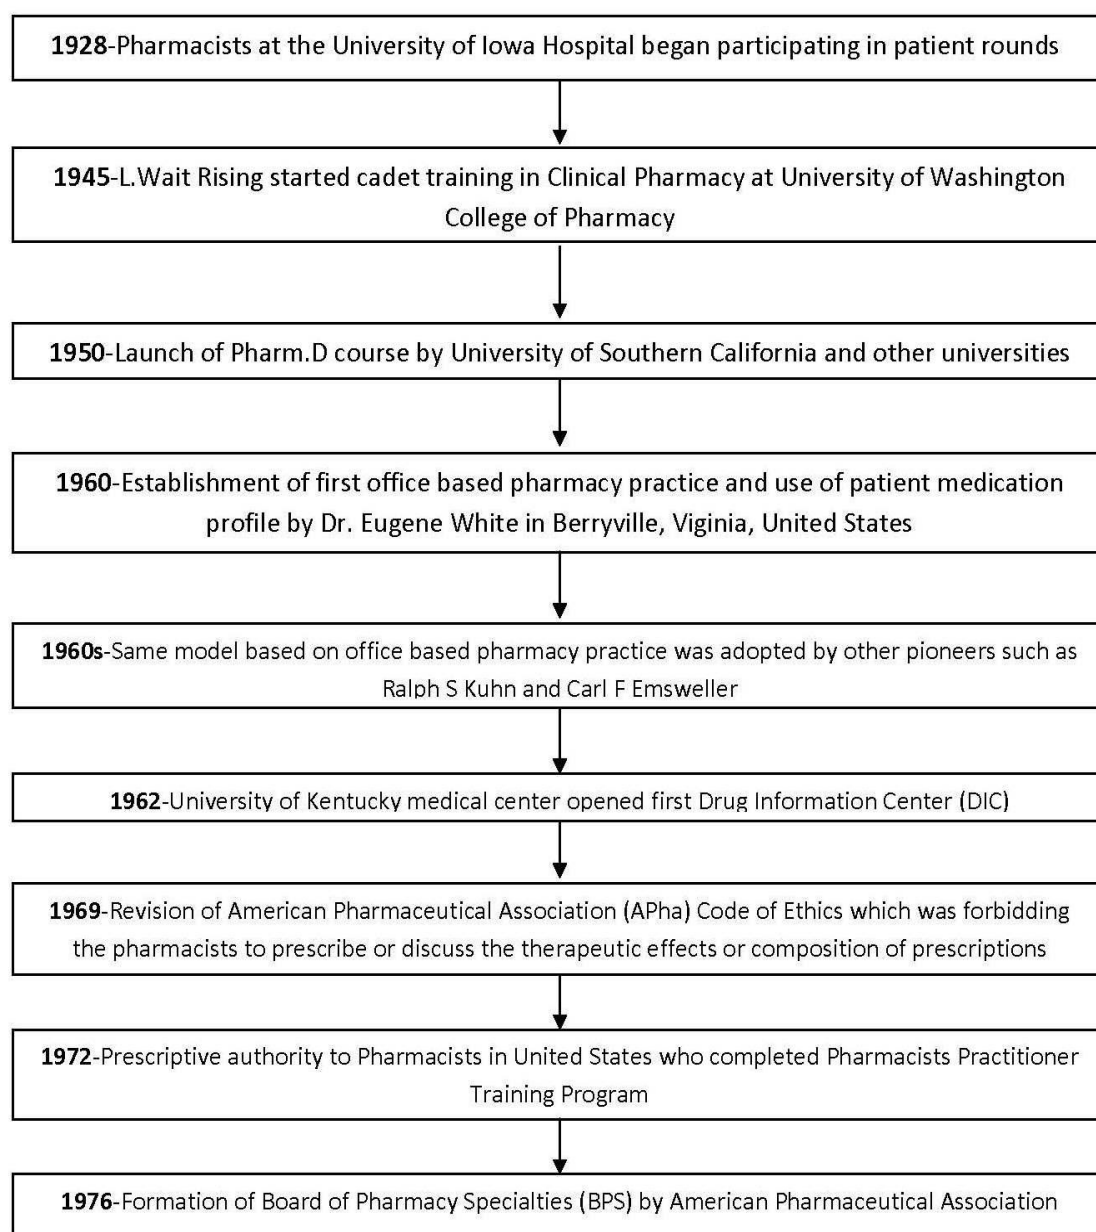 1928-Pharmacists at the University of Iowa Hospital began participating in patient rounds
1945-L.Wait Rising started cadet training in Clinical Pharmacy at University of Washington
College of Pharmacy
1950-Launch of Pharm.D course by University of Southern California and other universities
1960-Establishment of first office based pharmacy practice and use of patient medication
profile by Dr. Eugene White in Berryville, Viginia, United States
1960s-Same model based on office based pharmacy practice was adopted by other pioneers such as
Ralph S Kuhn and Carl F Emsweller
1962-University of Kentucky medical center opened first Drug Information Center (DIC)
1969-Revision of American Pharmaceutical Association (APha) Code of Ethics which was forbidding
the pharmacists to prescribe or discuss the therapeutic effects or composition of prescriptions
1972-Prescriptive authority to Pharmacists in United States who completed Pharmacists Practitioner
Training Program
1976-Formation of Board of Pharmacy Specialties (BPS) by American Pharmaceutical Association